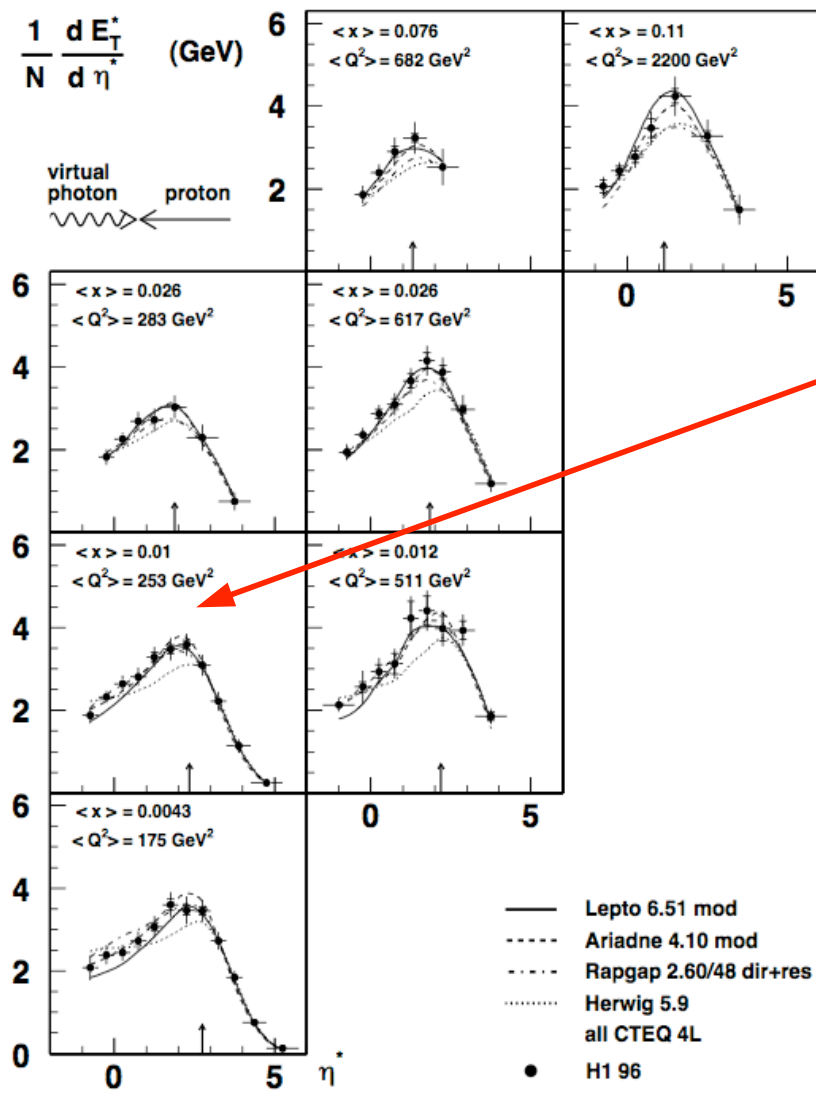 1/N d E*_T / d η* (GeV)
virtual
photon
proton
6
4
2
< x > = 0.076
< Q² > = 682 GeV²
< x > = 0.11
< Q² > = 2200 GeV²
0 5
6
4
2
< x > = 0.026
< Q² > = 283 GeV²
< x > = 0.026
< Q² > = 617 GeV²
6
4
2
< x > = 0.01
< Q² > = 253 GeV²
< x > = 0.012
< Q² > = 511 GeV²
0 5
6
4
2
0
< x > = 0.0043
< Q² > = 175 GeV²
0 5 η*
Lepto 6.51 mod
Ariadne 4.10 mod
Rapgap 2.60/48 dir+res
Herwig 5.9
all CTEQ 4L
H1 96